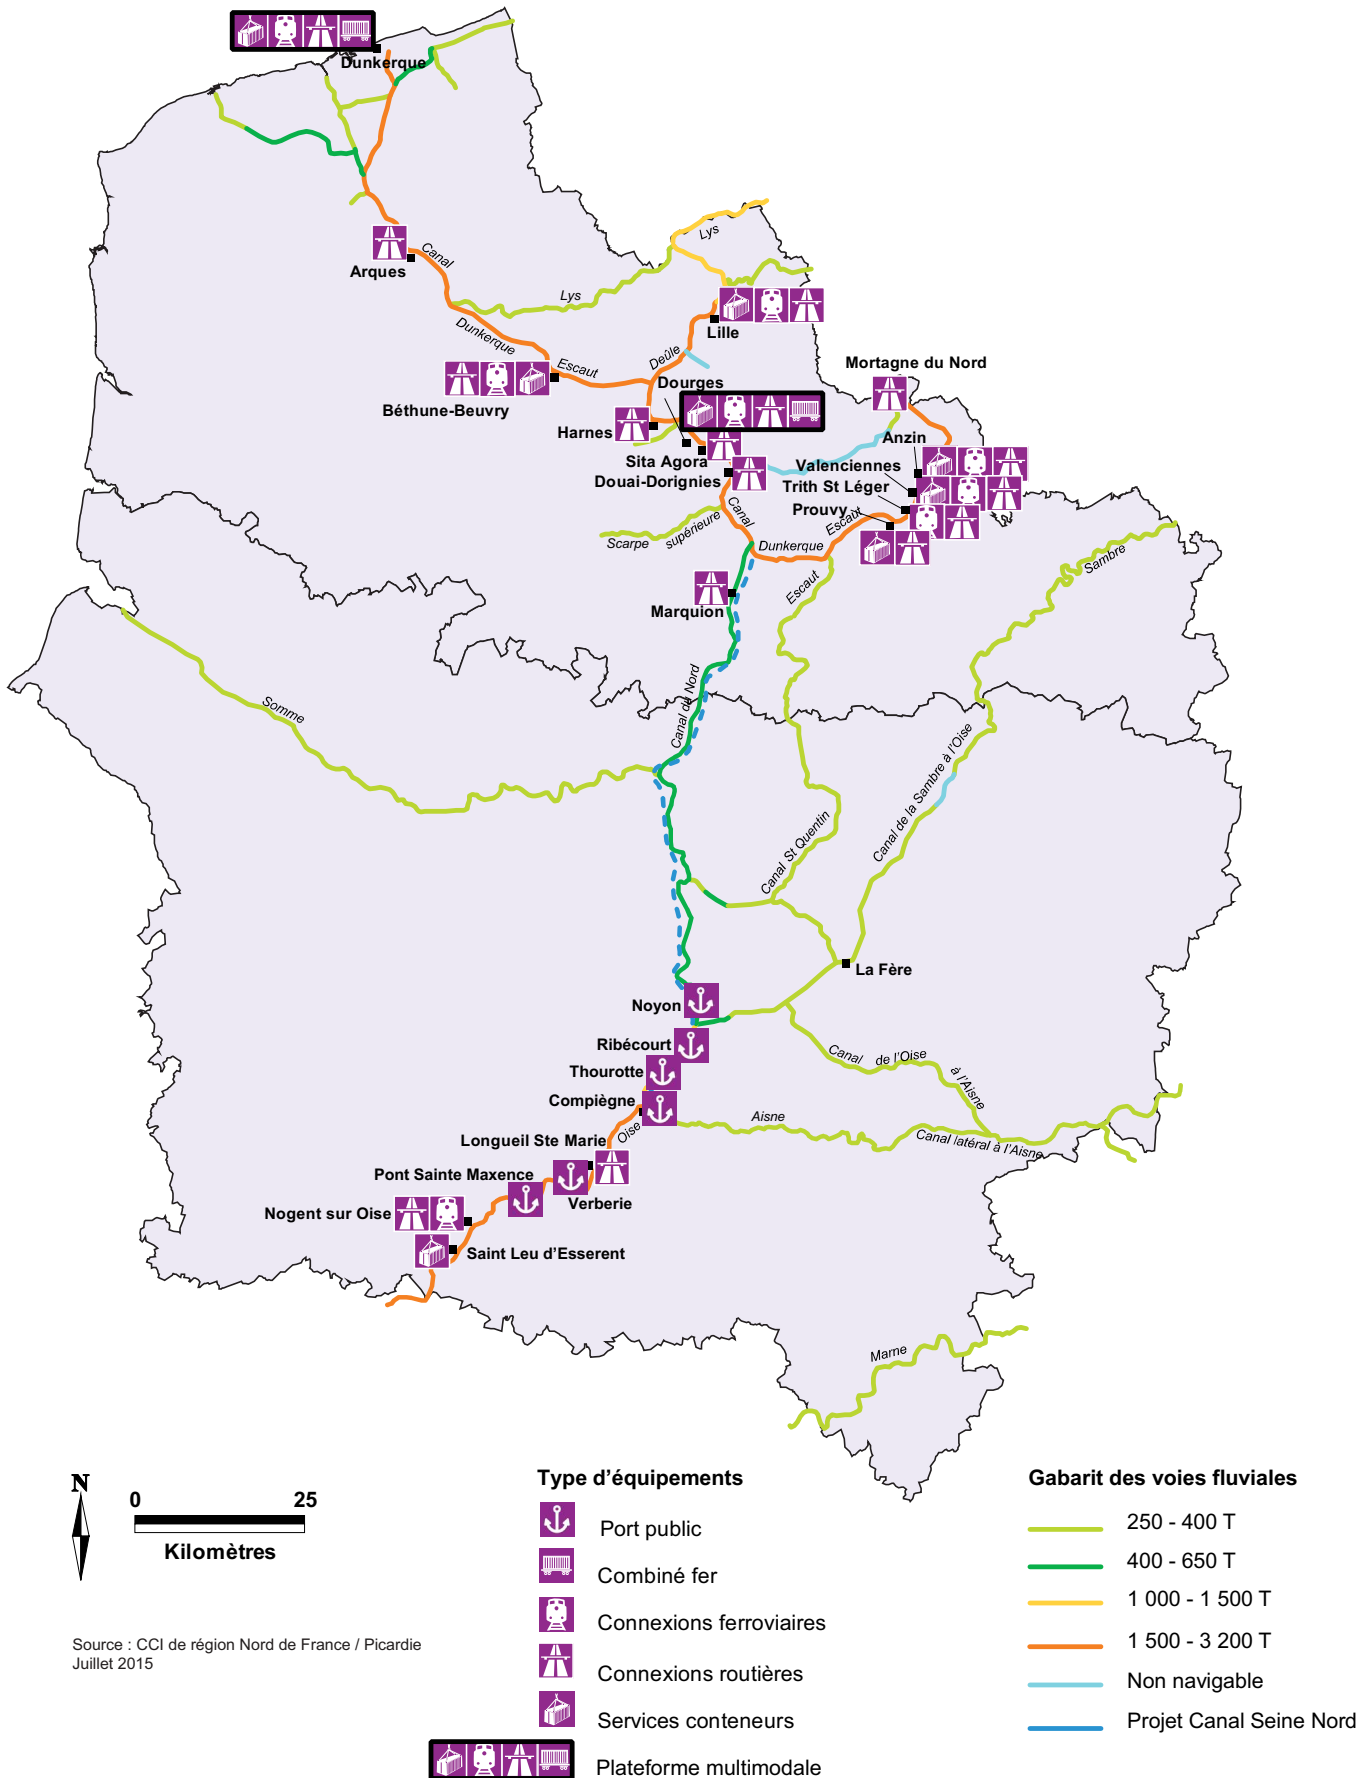 Dunkerque
Lys
Arques
Canal
Lys
Dunkerque
Lille
Escaut
Deûle
Mortagne du Nord
Dourges
Béthune-Beuvry
Harnes
Anzin
Sita Agora
Valenciennes
Douai-Dorignies
Trith St Léger
Prouvy
Canal
Escaut
Scarpe supérieure
Dunkerque
Sambre
Escaut
Marquion
Canal du Nord
Somme
Canal de la Sambre à l'Oise
Canal St Quentin
La Fère
Noyon
Ribécourt
Canal de l'Oise
à l'Aisne
Thourotte
Compiègne
Aisne
Oise
Longueil Ste Marie
Canal latéral à l'Aisne
Pont Sainte Maxence
Verberie
Nogent sur Oise
Saint Leu d'Esserent
Marne
N
0 25
Kilomètres
Source : CCI de région Nord de France / Picardie
Juillet 2015
Type d'équipements
Port public
Combiné fer
Connexions ferroviaires
Connexions routières
Services conteneurs
Plateforme multimodale
Gabarit des voies fluviales
250 - 400 T
400 - 650 T
1 000 - 1 500 T
1 500 - 3 200 T
Non navigable
Projet Canal Seine Nord